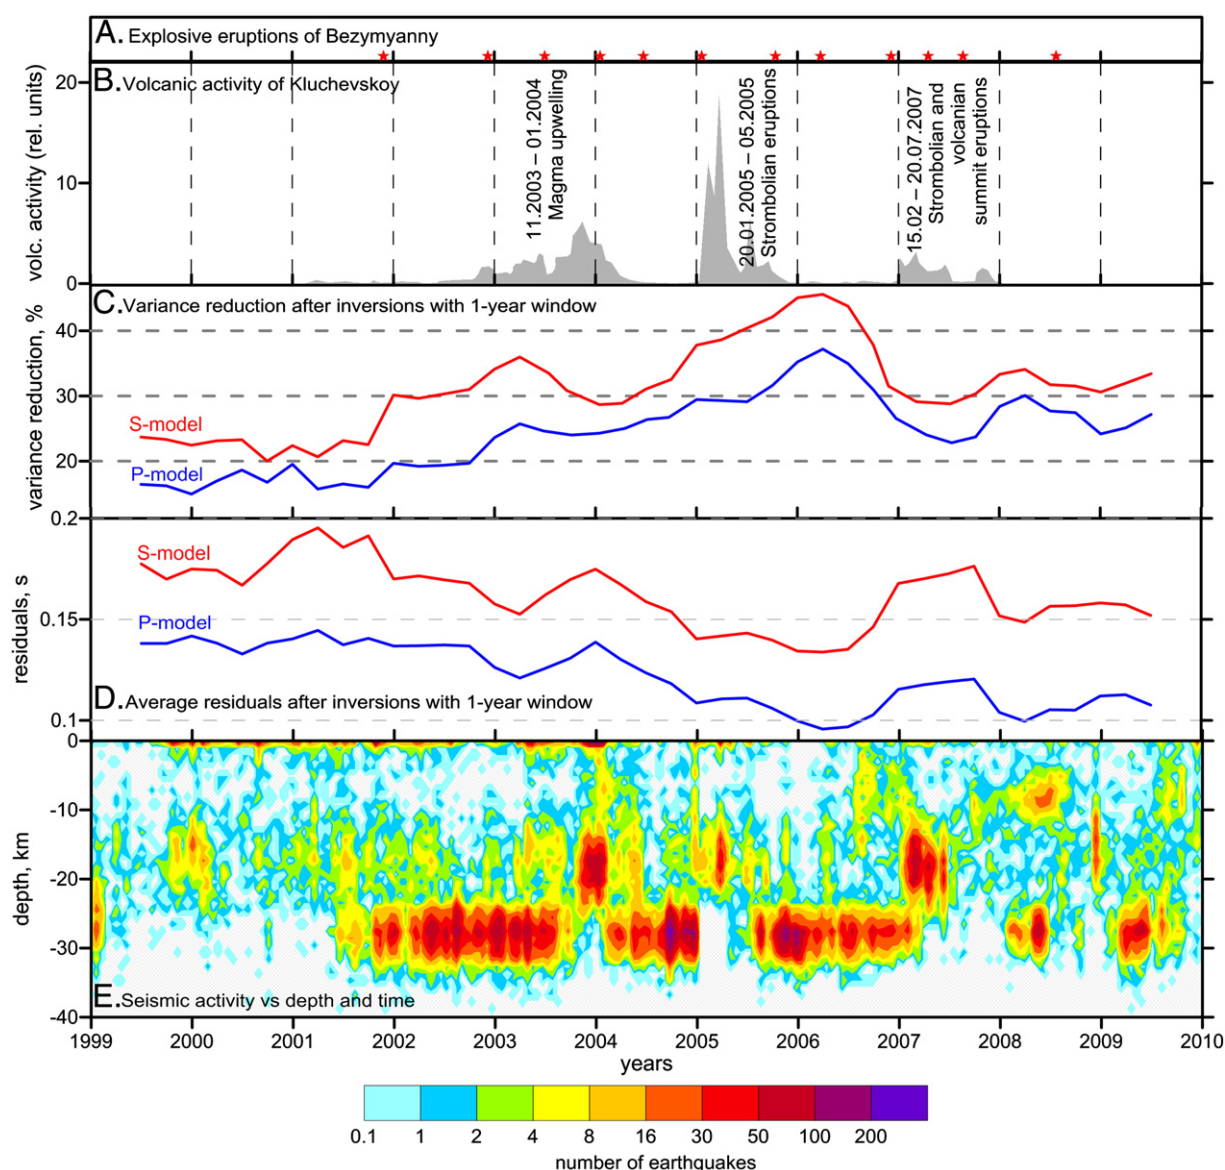 A. Explosive eruptions of Bezymyanny
B. Volcanic activity of Kluchevskoy
volc. activity (rel. units)
20
10
0
11.2003 – 01.2004
Magma upwelling
20.01.2005 – 05.2005
Strombolian eruptions
15.02 – 20.07.2007
Strombolian and
volcanian
summit eruptions
C. Variance reduction after inversions with 1-year window
variance reduction, %
40
30
20
S-model
P-model
0.2
0.15
0.1
residuals, s
S-model
P-model
D. Average residuals after inversions with 1-year window
0
-10
-20
-30
-40
depth, km
E. Seismic activity vs depth and time
1999 2000 2001 2002 2003 2004 2005 2006 2007 2008 2009 2010
years
0.1 1 2 4 8 16 30 50 100 200
number of earthquakes